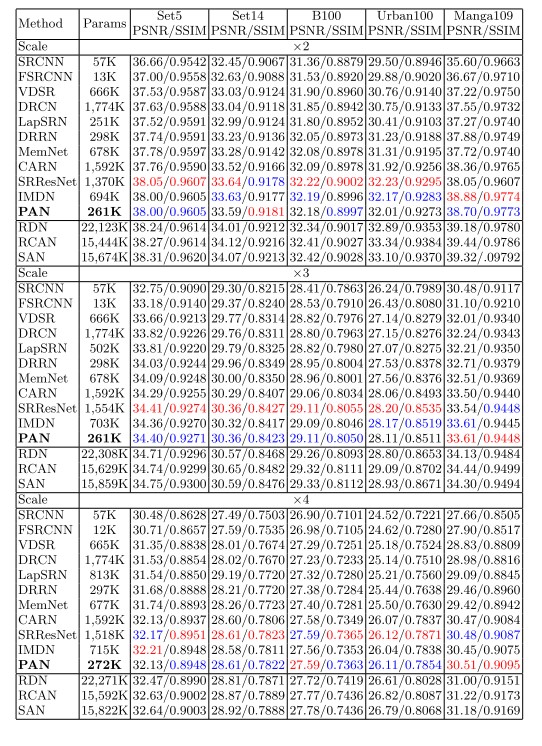 Method Params Set5 Set14 B100 Urban100 Manga109
PSNR/SSIM PSNR/SSIM PSNR/SSIM PSNR/SSIM PSNR/SSIM
Scale ×2
SRCNN 57K 36.66/0.9542 32.45/0.9067 31.36/0.8879 29.50/0.8946 35.60/0.9663
FSRCNN 13K 37.00/0.9558 32.63/0.9088 31.53/0.8920 29.88/0.9020 36.67/0.9710
VDSR 666K 37.53/0.9587 33.03/0.9124 31.90/0.8960 30.76/0.9140 37.22/0.9750
DRCN 1,774K 37.63/0.9588 33.04/0.9118 31.85/0.8942 30.75/0.9133 37.55/0.9732
LapSRN 251K 37.52/0.9591 32.99/0.9124 31.80/0.8952 30.41/0.9103 37.27/0.9740
DRRN 298K 37.74/0.9591 33.23/0.9136 32.05/0.8973 31.23/0.9188 37.88/0.9749
MemNet 678K 37.78/0.9597 33.28/0.9142 32.08/0.8978 31.31/0.9195 37.72/0.9740
CARN 1,592K 37.76/0.9590 33.52/0.9166 32.09/0.8978 31.92/0.9256 38.36/0.9765
SRResNet 1,370K 38.05/0.9607 33.64/0.9178 32.22/0.9002 32.23/0.9295 38.05/0.9607
IMDN 694K 38.00/0.9605 33.63/0.9177 32.19/0.8996 32.17/0.9283 38.88/0.9774
PAN 261K 38.00/0.9605 33.59/0.9181 32.18/0.8997 32.01/0.9273 38.70/0.9773
RDN 22,123K 38.24/0.9614 34.01/0.9212 32.34/0.9017 32.89/0.9353 39.18/0.9780
RCAN 15,444K 38.27/0.9614 34.12/0.9216 32.41/0.9027 33.34/0.9384 39.44/0.9786
SAN 15,674K 38.31/0.9620 34.07/0.9213 32.42/0.9028 33.10/0.9370 39.32/.09792
Scale ×3
SRCNN 57K 32.75/0.9090 29.30/0.8215 28.41/0.7863 26.24/0.7989 30.48/0.9117
FSRCNN 13K 33.18/0.9140 29.37/0.8240 28.53/0.7910 26.43/0.8080 31.10/0.9210
VDSR 666K 33.66/0.9213 29.77/0.8314 28.82/0.7976 27.14/0.8279 32.01/0.9340
DRCN 1,774K 33.82/0.9226 29.76/0.8311 28.80/0.7963 27.15/0.8276 32.24/0.9343
LapSRN 502K 33.81/0.9220 29.79/0.8325 28.82/0.7980 27.07/0.8275 32.21/0.9350
DRRN 298K 34.03/0.9244 29.96/0.8349 28.95/0.8004 27.53/0.8378 32.71/0.9379
MemNet 678K 34.09/0.9248 30.00/0.8350 28.96/0.8001 27.56/0.8376 32.51/0.9369
CARN 1,592K 34.29/0.9255 30.29/0.8407 29.06/0.8034 28.06/0.8493 33.50/0.9440
SRResNet 1,554K 34.41/0.9274 30.36/0.8427 29.11/0.8055 28.20/0.8535 33.54/0.9448
IMDN 703K 34.36/0.9270 30.32/0.8417 29.09/0.8046 28.17/0.8519 33.61/0.9445
PAN 261K 34.40/0.9271 30.36/0.8423 29.11/0.8050 28.11/0.8511 33.61/0.9448
RDN 22,308K 34.71/0.9296 30.57/0.8468 29.26/0.8093 28.80/0.8653 34.13/0.9484
RCAN 15,629K 34.74/0.9299 30.65/0.8482 29.32/0.8111 29.09/0.8702 34.44/0.9499
SAN 15,859K 34.75/0.9300 30.59/0.8476 29.33/0.8112 28.93/0.8671 34.30/0.9494
Scale ×4
SRCNN 57K 30.48/0.8628 27.49/0.7503 26.90/0.7101 24.52/0.7221 27.66/0.8505
FSRCNN 12K 30.71/0.8657 27.59/0.7535 26.98/0.7105 24.62/0.7280 27.90/0.8517
VDSR 665K 31.35/0.8838 28.01/0.7674 27.29/0.7251 25.18/0.7524 28.83/0.8809
DRCN 1,774K 31.53/0.8854 28.02/0.7670 27.23/0.7233 25.14/0.7510 28.98/0.8816
LapSRN 813K 31.54/0.8850 29.19/0.7720 27.32/0.7280 25.21/0.7560 29.09/0.8845
DRRN 297K 31.68/0.8888 28.21/0.7720 27.38/0.7284 25.44/0.7638 29.46/0.8960
MemNet 677K 31.74/0.8893 28.26/0.7723 27.40/0.7281 25.50/0.7630 29.42/0.8942
CARN 1,592K 32.13/0.8937 28.60/0.7806 27.58/0.7349 26.07/0.7837 30.47/0.9084
SRResNet 1,518K 32.17/0.8951 28.61/0.7823 27.59/0.7365 26.12/0.7871 30.48/0.9087
IMDN 715K 32.21/0.8948 28.58/0.7811 27.56/0.7353 26.04/0.7838 30.45/0.9075
PAN 272K 32.13/0.8948 28.61/0.7822 27.59/0.7363 26.11/0.7854 30.51/0.9095
RDN 22,271K 32.47/0.8990 28.81/0.7871 27.72/0.7419 26.61/0.8028 31.00/0.9151
RCAN 15,592K 32.63/0.9002 28.87/0.7889 27.77/0.7436 26.82/0.8087 31.22/0.9173
SAN 15,822K 32.64/0.9003 28.92/0.7888 27.78/0.7436 26.79/0.8068 31.18/0.9169